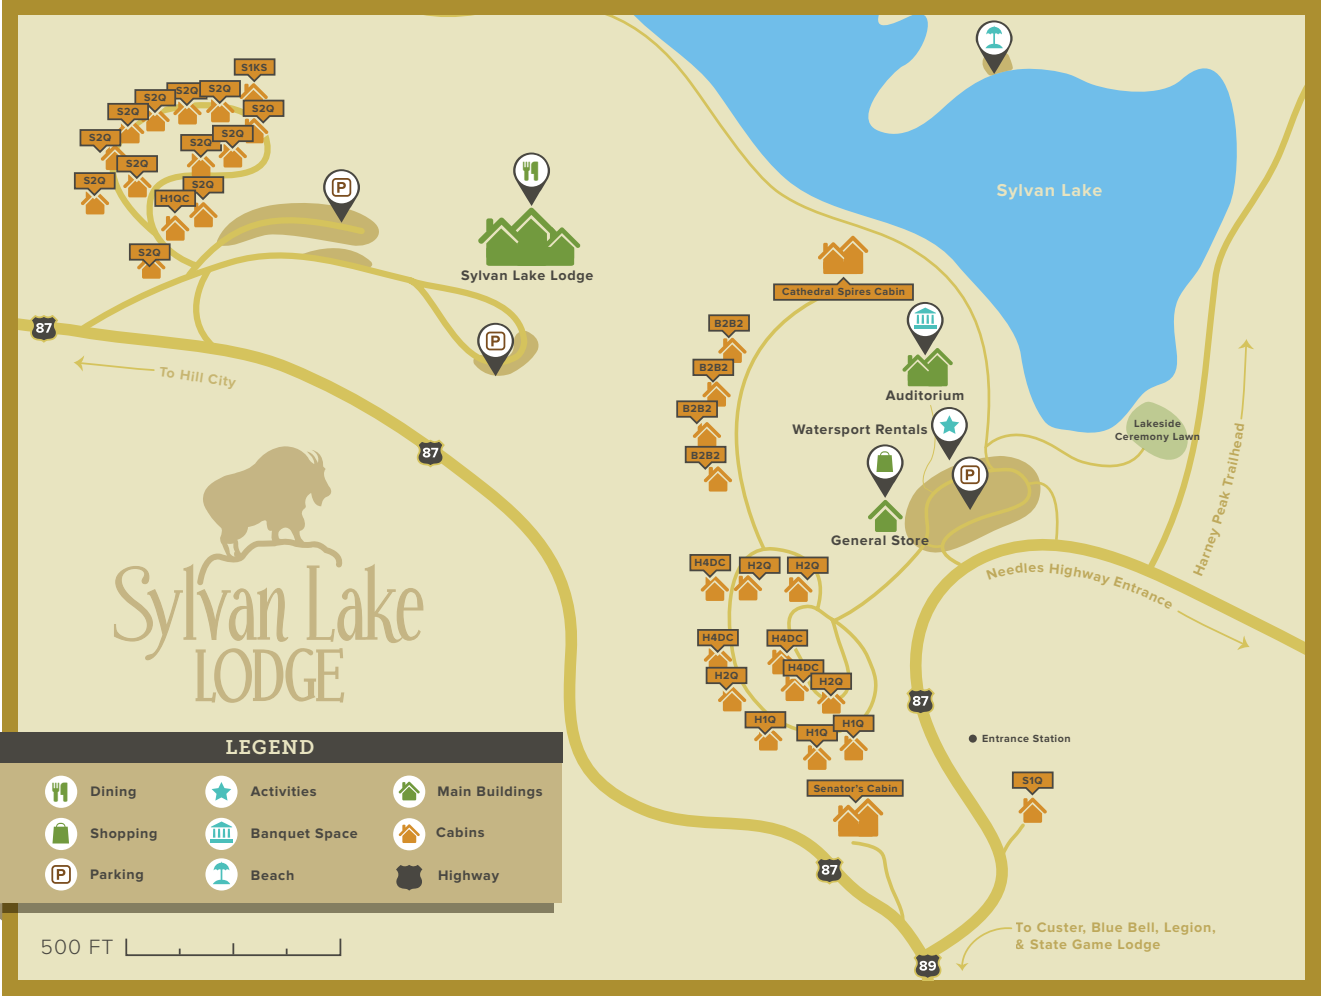 S1KS
S2Q
S2Q
S2Q
S2Q
S2Q
S2Q
S2Q
S2Q
S2Q
S2Q
S2Q
H1QC
S2Q
P
S2Q
Sylvan Lake Lodge
87
P
To Hill City
87
Sylvan Lake
Cathedral Spires Cabin
B2B2
B2B2
B2B2
B2B2
Auditorium
Watersport Rentals
P
General Store
Lakeside
Ceremony Lawn
Harney Peak Trailhead
Needles Highway Entrance
H4DC
H2Q
H2Q
H4DC
H4DC
H4DC
H2Q
H2Q
H1Q
H1Q
H1Q
87
Entrance Station
Senator's Cabin
S1Q
87
89
To Custer, Blue Bell, Legion,
& State Game Lodge
Sylvan Lake
LODGE
LEGEND
Dining
Activities
Main Buildings
Shopping
Banquet Space
Cabins
P Parking
Beach
Highway
500 FT